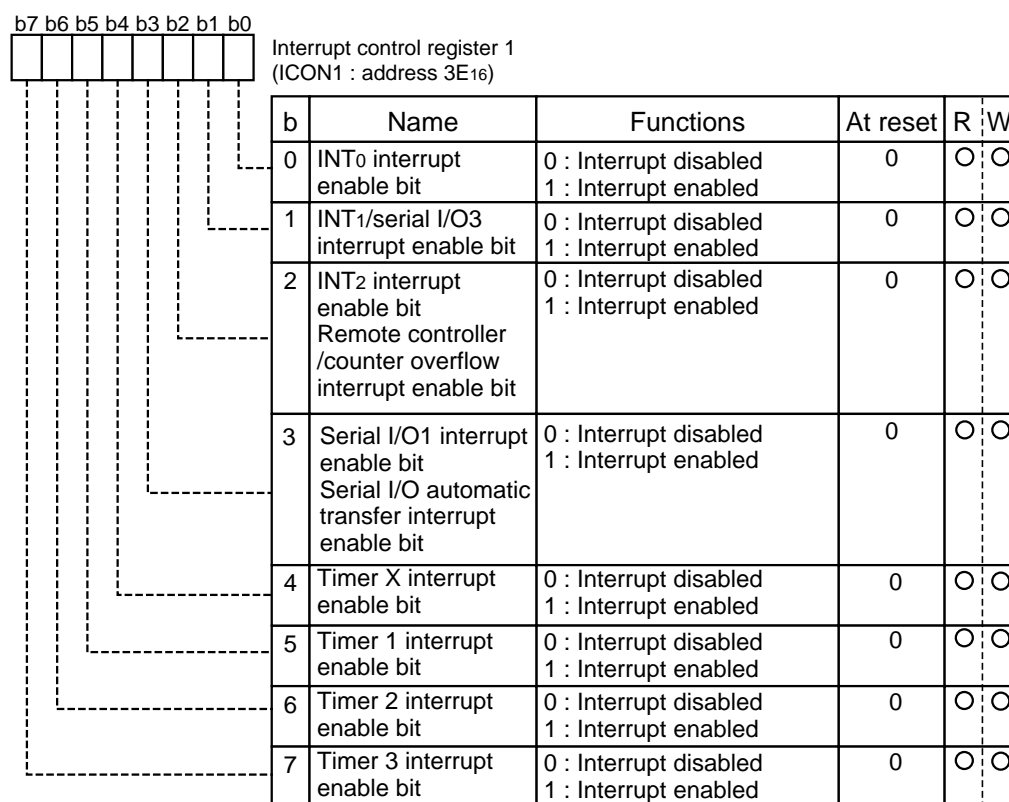 b7 b6 b5 b4 b3 b2 b1 b0
Interrupt control register 1
(ICON1 : address 3E16)
b Name Functions At reset R W
0 INT0 interrupt enable bit 0 : Interrupt disabled 1 : Interrupt enabled 0 O O
1 INT1/serial I/O3 interrupt enable bit 0 : Interrupt disabled 1 : Interrupt enabled 0 O O
2 INT2 interrupt enable bit Remote controller /counter overflow interrupt enable bit 0 : Interrupt disabled 1 : Interrupt enabled 0 O O
3 Serial I/O1 interrupt enable bit Serial I/O automatic transfer interrupt enable bit 0 : Interrupt disabled 1 : Interrupt enabled 0 O O
4 Timer X interrupt enable bit 0 : Interrupt disabled 1 : Interrupt enabled 0 O O
5 Timer 1 interrupt enable bit 0 : Interrupt disabled 1 : Interrupt enabled 0 O O
6 Timer 2 interrupt enable bit 0 : Interrupt disabled 1 : Interrupt enabled 0 O O
7 Timer 3 interrupt enable bit 0 : Interrupt disabled 1 : Interrupt enabled 0 O O